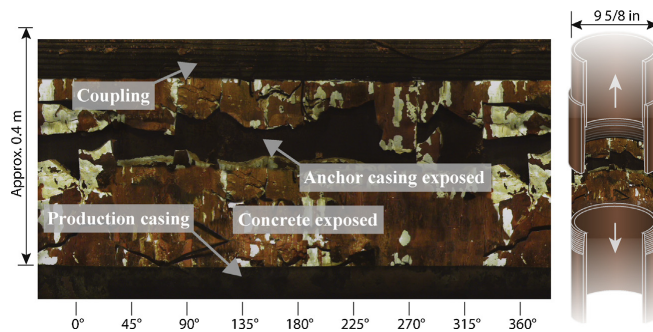 9 5/8 in
Approx. 0.4 m
Coupling
Anchor casing exposed
Production casing
Concrete exposed
0° 45° 90° 135° 180° 225° 270° 315° 360°